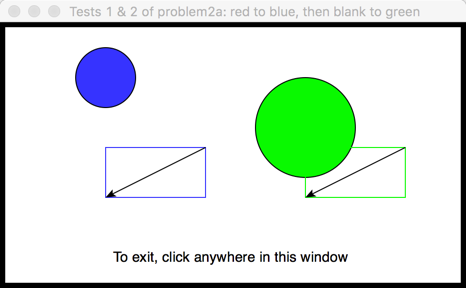 Tests 1 & 2 of problem2a: red to blue, then blank to green
To exit, click anywhere in this window